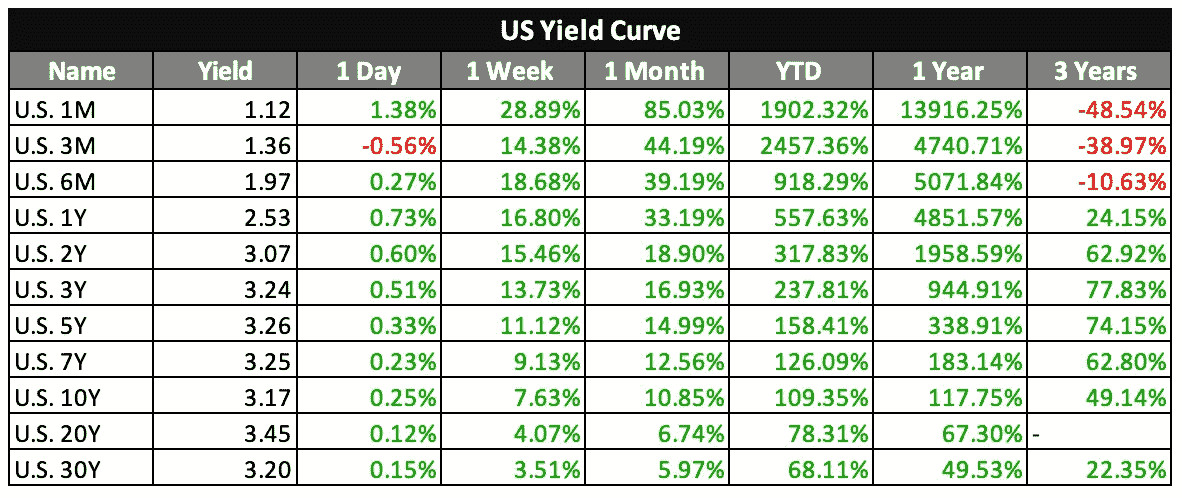 US Yield Curve
Name Yield 1 Day 1 Week 1 Month YTD 1 Year 3 Years
U.S. 1M 1.12 1.38% 28.89% 85.03% 1902.32% 13916.25% -48.54%
U.S. 3M 1.36 -0.56% 14.38% 44.19% 2457.36% 4740.71% -38.97%
U.S. 6M 1.97 0.27% 18.68% 39.19% 918.29% 5071.84% -10.63%
U.S. 1Y 2.53 0.73% 16.80% 33.19% 557.63% 4851.57% 24.15%
U.S. 2Y 3.07 0.60% 15.46% 18.90% 317.83% 1958.59% 62.92%
U.S. 3Y 3.24 0.51% 13.73% 16.93% 237.81% 944.91% 77.83%
U.S. 5Y 3.26 0.33% 11.12% 14.99% 158.41% 338.91% 74.15%
U.S. 7Y 3.25 0.23% 9.13% 12.56% 126.09% 183.14% 62.80%
U.S. 10Y 3.17 0.25% 7.63% 10.85% 109.35% 117.75% 49.14%
U.S. 20Y 3.45 0.12% 4.07% 6.74% 78.31% 67.30% -
U.S. 30Y 3.20 0.15% 3.51% 5.97% 68.11% 49.53% 22.35%